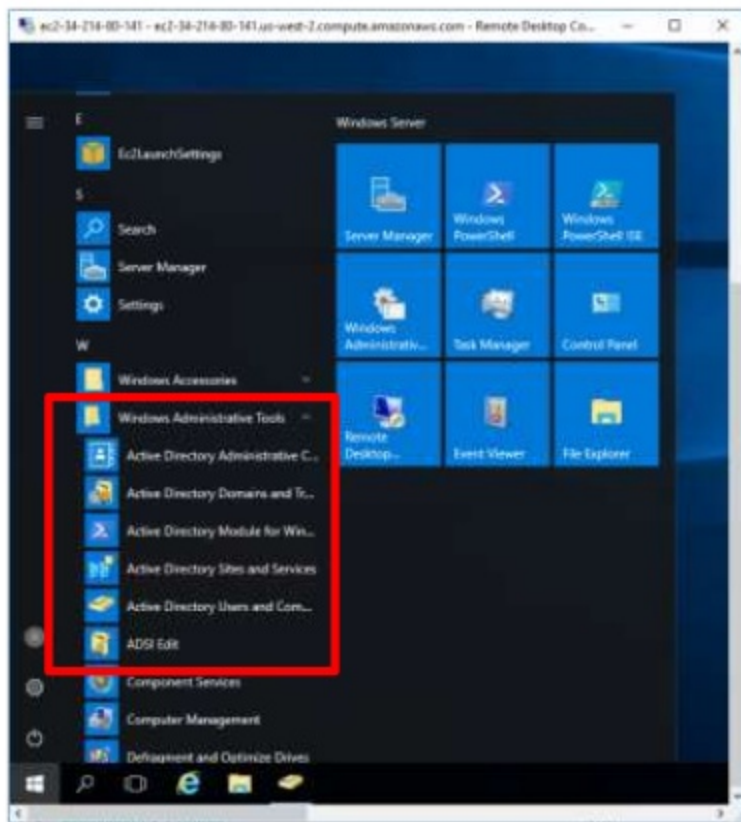 ec2-34-214-80-141 - ec2-34-214-80-141.us-west-2.compute.amazonaws.com - Remote Desktop Co...
E
Ec2LaunchSettings
S
Search
Server Manager
Settings
W
Windows Accessories
Windows Administrative Tools
Active Directory Administrative C...
Active Directory Domains and Tr...
Active Directory Module for Win...
Active Directory Sites and Services
Active Directory Users and Com...
ADSI Edit
Component Services
Computer Management
Defragment and Optimize Drives
Windows Server
Server Manager
Windows PowerShell
Windows PowerShell ISE
Windows Administrativ...
Task Manager
Control Panel
Remote Desktop...
Event Viewer
File Explorer